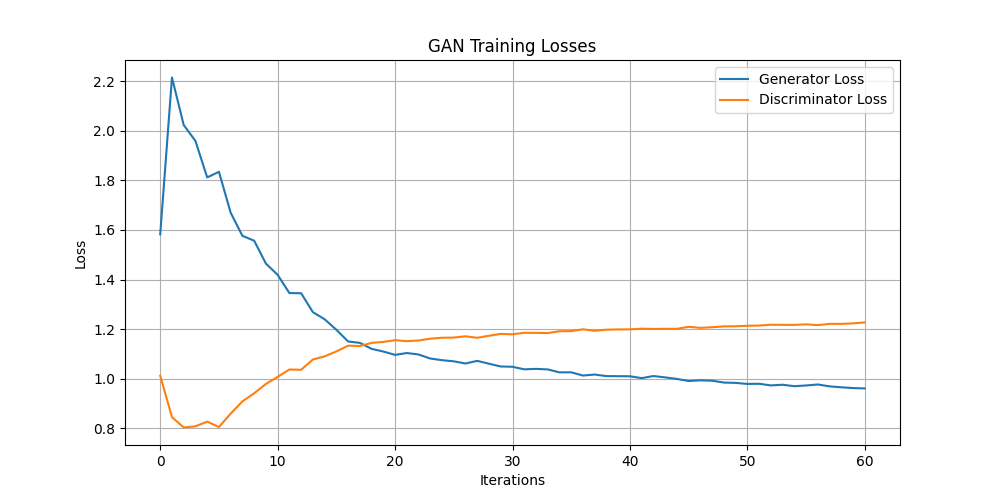 GAN Training Losses
Generator Loss
Discriminator Loss
Loss
2.2
2.0
1.8
1.6
1.4
1.2
1.0
0.8
0 10 20 30 40 50 60
Iterations